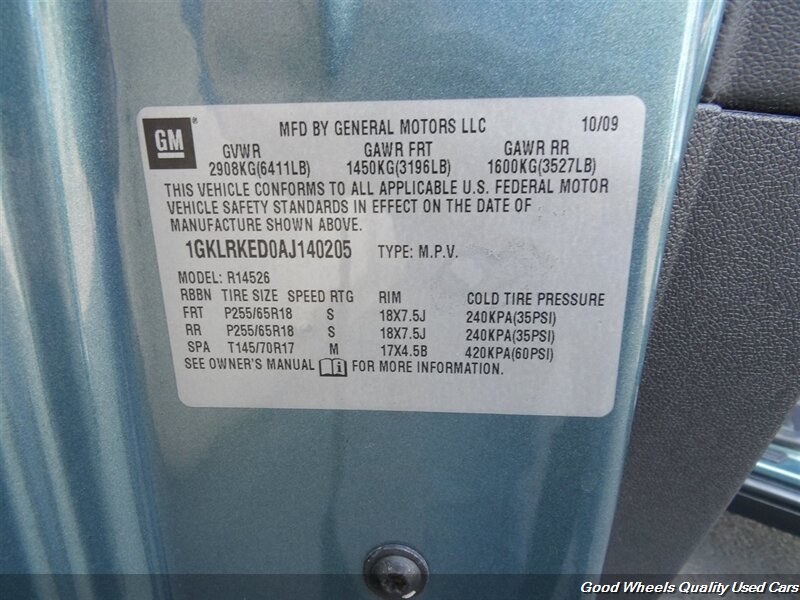 GM® MFD BY GENERAL MOTORS LLC 10/09
GVWR GAWR FRT GAWR RR
2908KG(6411LB) 1450KG(3196LB) 1600KG(3527LB)
THIS VEHICLE CONFORMS TO ALL APPLICABLE U.S. FEDERAL MOTOR
VEHICLE SAFETY STANDARDS IN EFFECT ON THE DATE OF
MANUFACTURE SHOWN ABOVE.
1GKLRKED0AJ140205 TYPE: M.P.V.
MODEL: R14526
RBBN TIRE SIZE SPEED RTG RIM COLD TIRE PRESSURE
FRT P255/65R18 S 18X7.5J 240KPA(35PSI)
RR P255/65R18 S 18X7.5J 240KPA(35PSI)
SPA T145/70R17 M 17X4.5B 420KPA(60PSI)
SEE OWNER'S MANUAL i FOR MORE INFORMATION.
Good Wheels Quality Used Cars